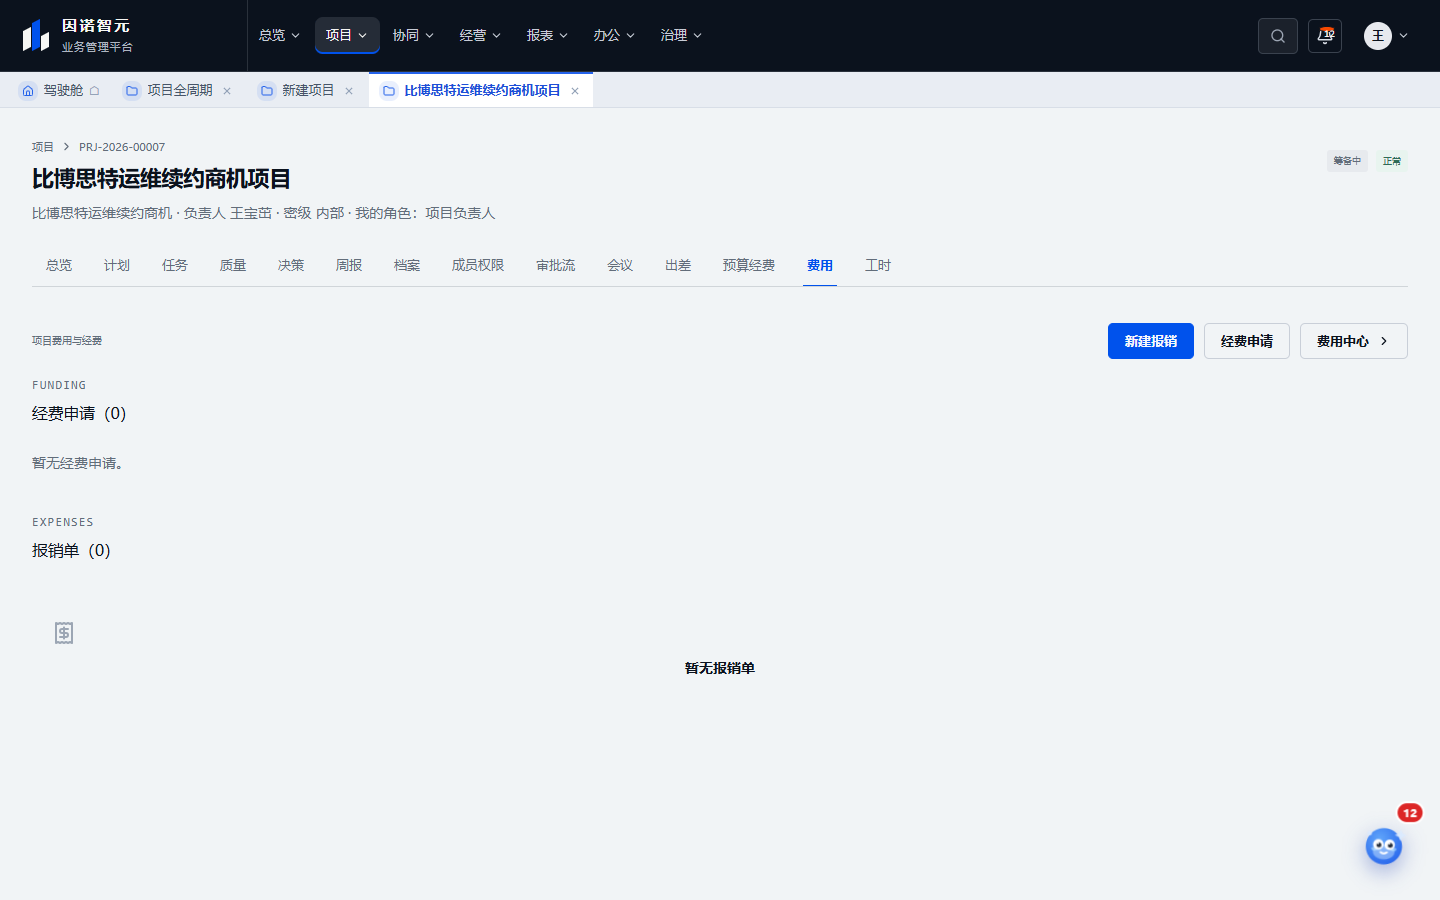 因诺智元
业务管理平台
总览 项目 协同 经营 报表 办公 治理
12
王
驾驶舱 项目全周期 新建项目 比博思特运维续约商机项目
项目 PRJ-2026-00007
比博思特运维续约商机项目
筹备中 正常
比博思特运维续约商机 · 负责人 王宝茁 · 密级 内部 · 我的角色：项目负责人
总览 计划 任务 质量 决策 周报 档案 成员权限 审批流 会议 出差 预算经费 费用 工时
项目费用与经费
新建报销 经费申请 费用中心
FUNDING
经费申请（0）
暂无经费申请。
EXPENSES
报销单（0）
暂无报销单
12